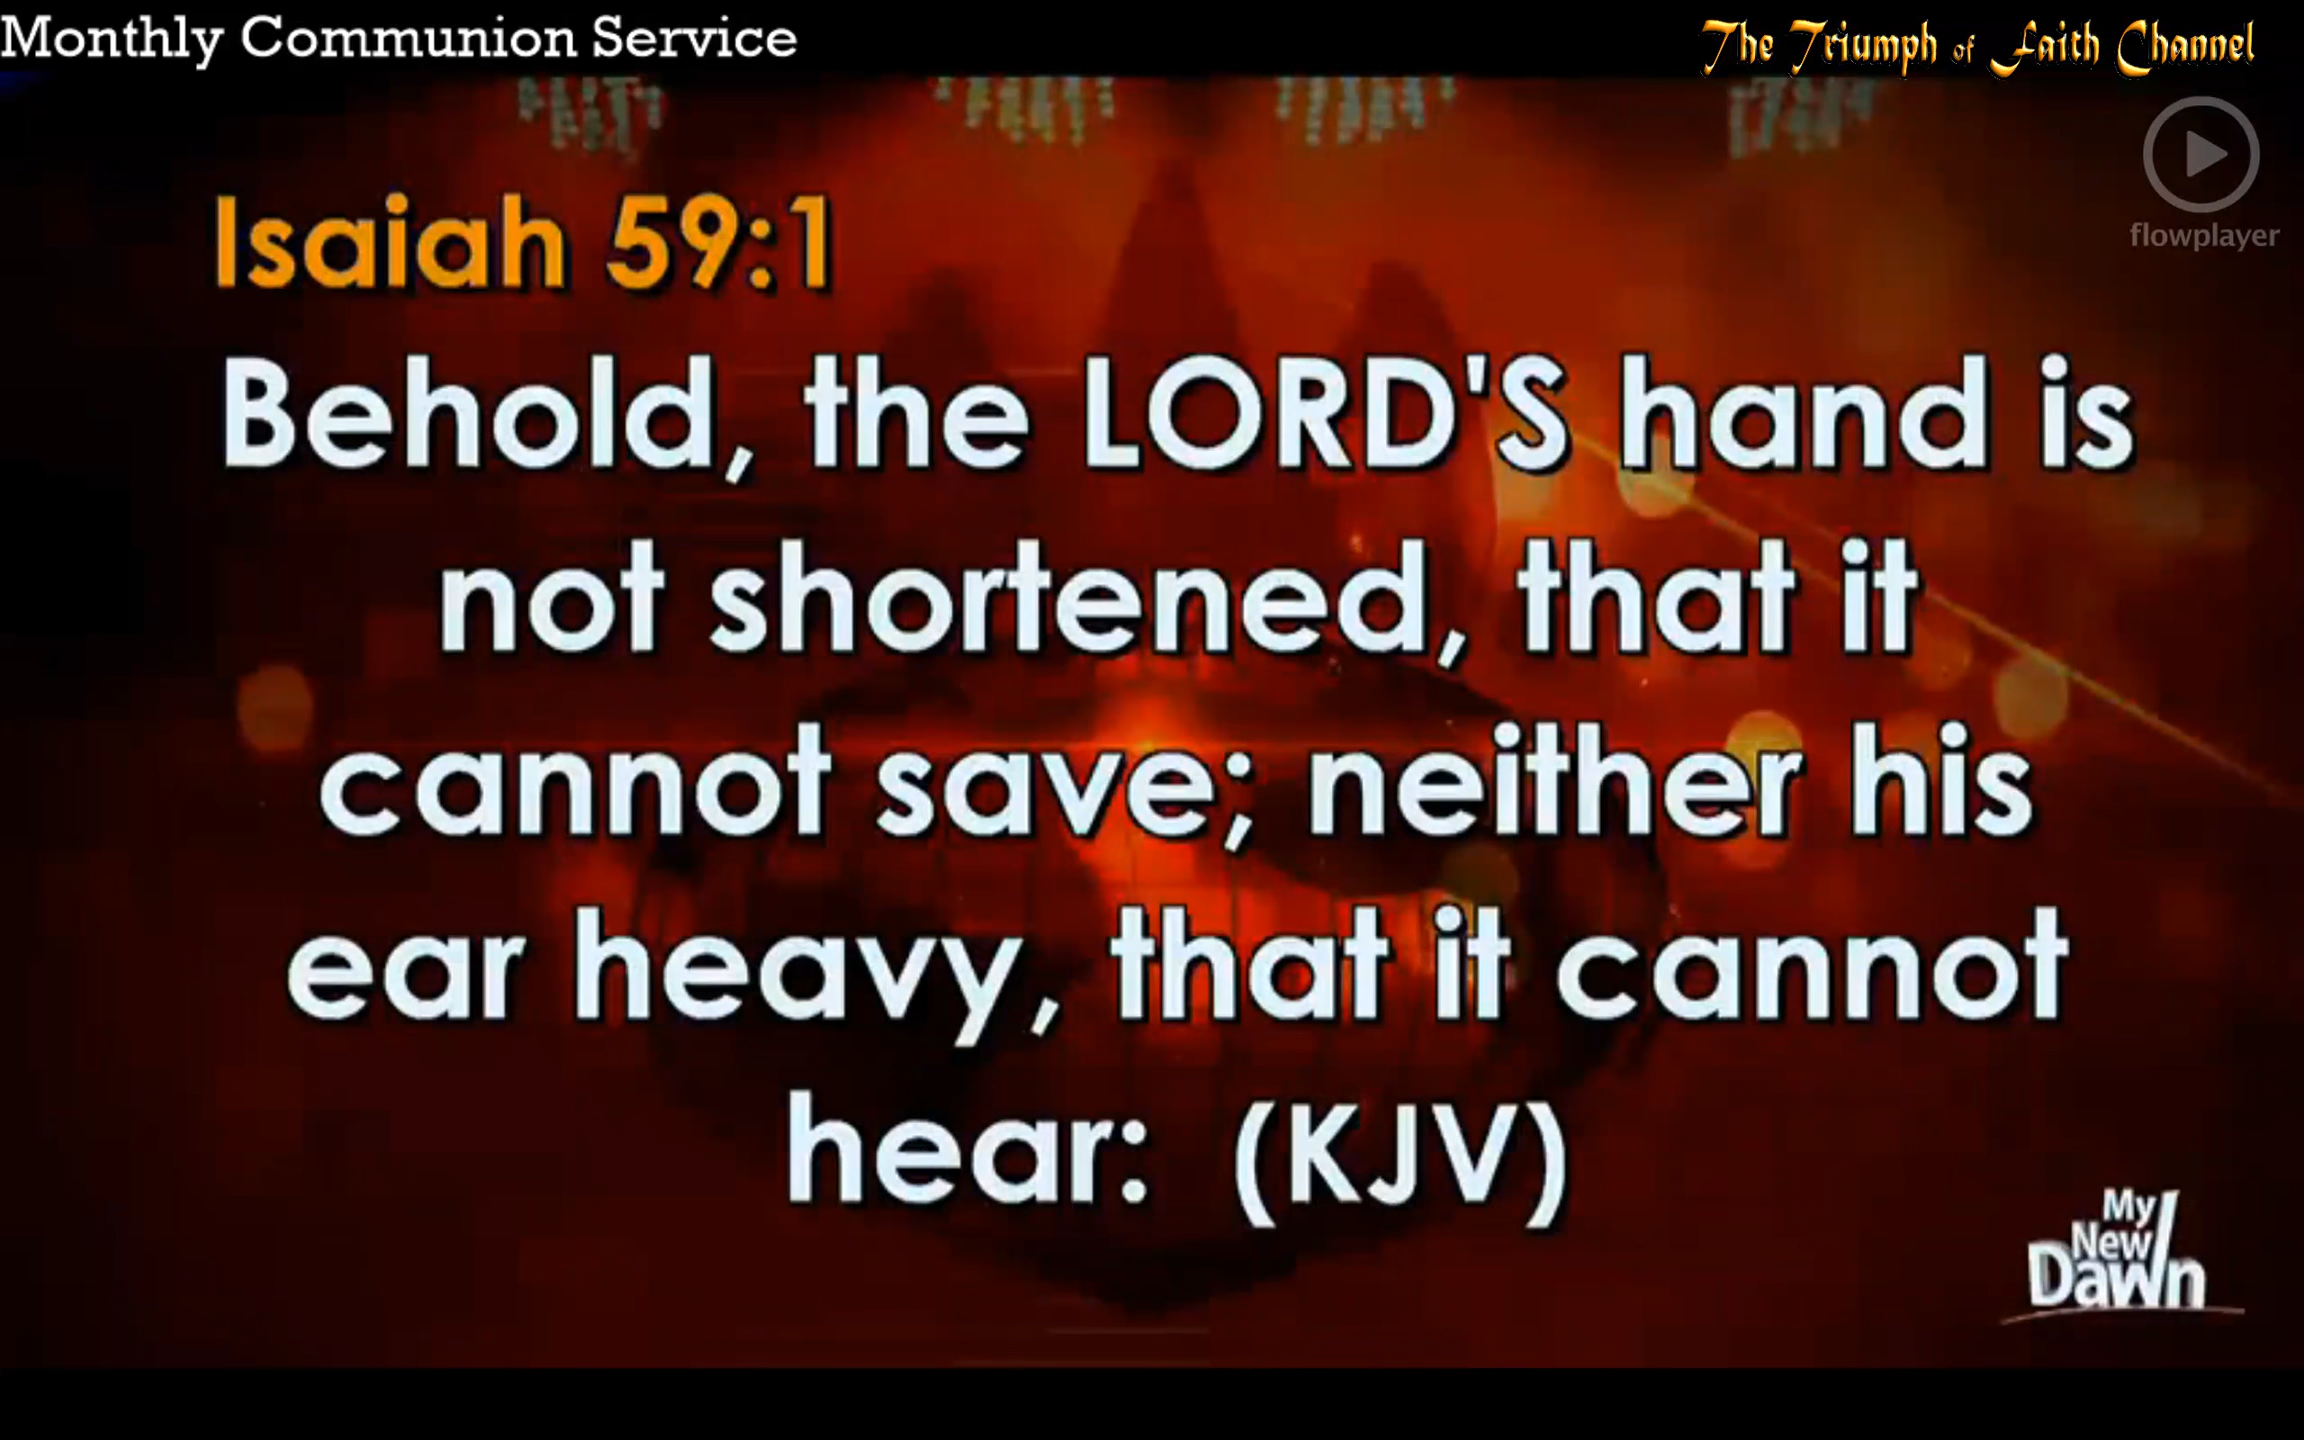 Monthly Communion Service
The Triumph of Faith Channel
flowplayer
Isaiah 59:1
Behold, the LORD'S hand is
not shortened, that it
cannot save; neither his
ear heavy, that it cannot
hear: (KJV)
My
New
Dawn